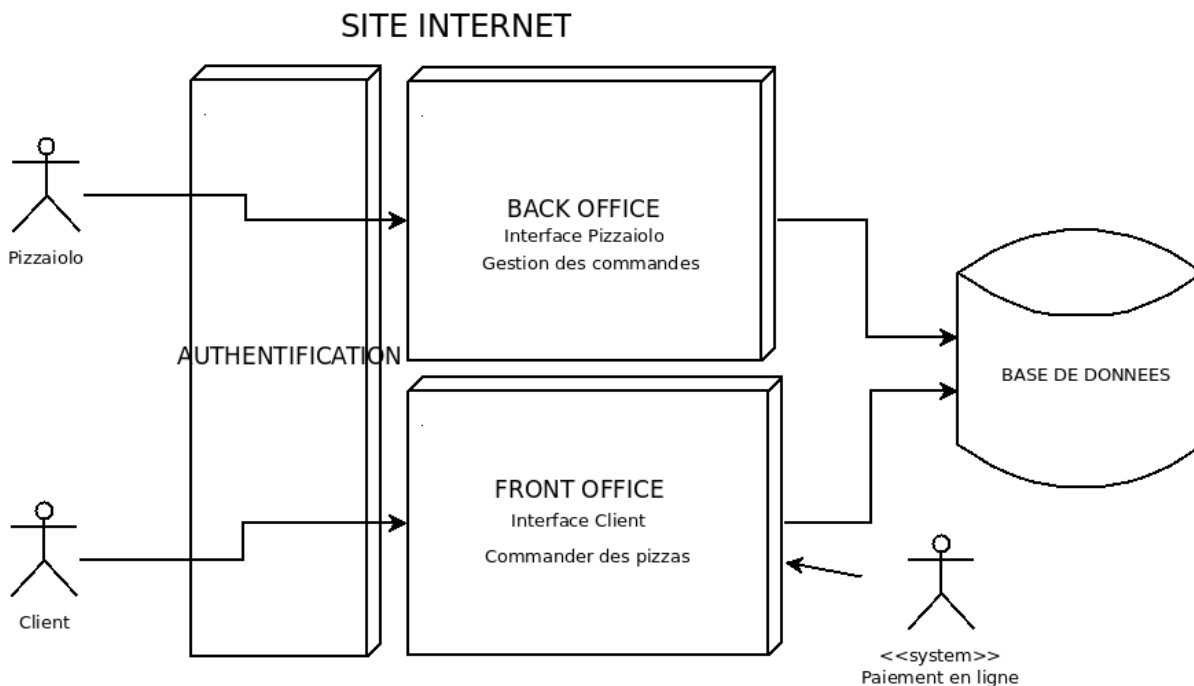 SITE INTERNET
Pizzaiolo
AUTHENTIFICATION
Client
BACK OFFICE
Interface Pizzaiolo
Gestion des commandes
FRONT OFFICE
Interface Client
Commander des pizzas
BASE DE DONNEES
<<system>>
Paiement en ligne